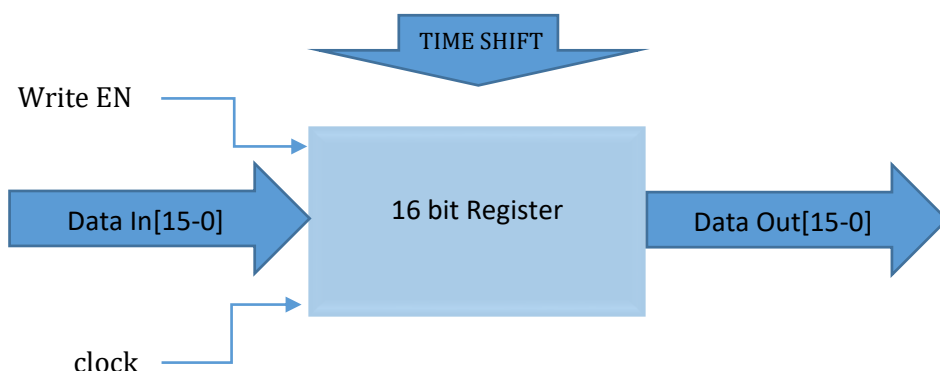 TIME SHIFT
Write EN
Data In[15-0]
16 bit Register
Data Out[15-0]
clock